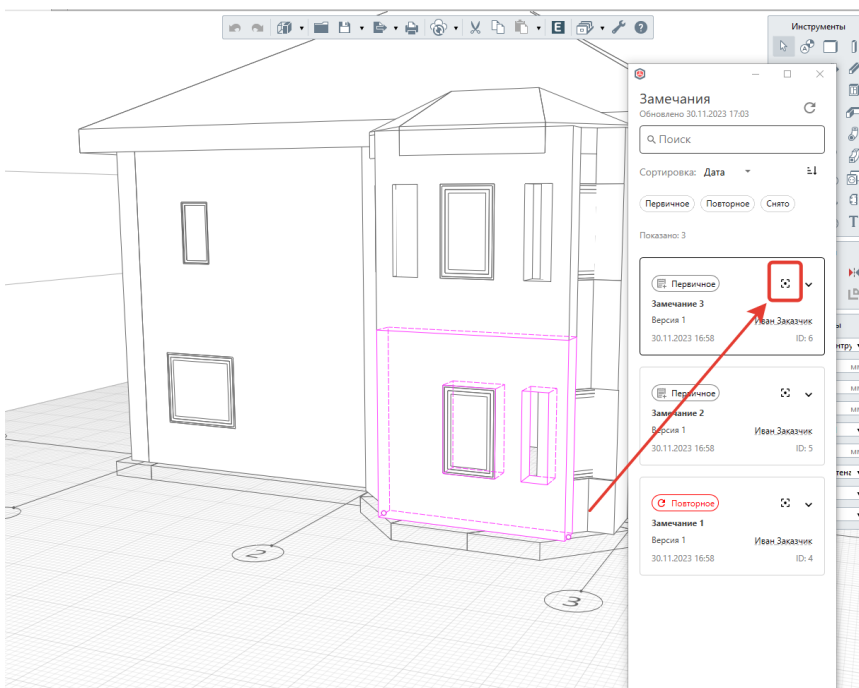 Инструменты
E
A
T
Замечания
Обновлено 30.11.2023 17:03
Поиск
Сортировка: Дата
Первичное Повторное Снято
Показано: 3
Первичное
Замечание 3
Версия 1 Иван Заказчик
30.11.2023 16:58 ID: 6
Первичное
Замечание 2
Версия 1 Иван Заказчик
30.11.2023 16:58 ID: 5
Повторное
Замечание 1
Версия 1 Иван Заказчик
30.11.2023 16:58 ID: 4
2
3